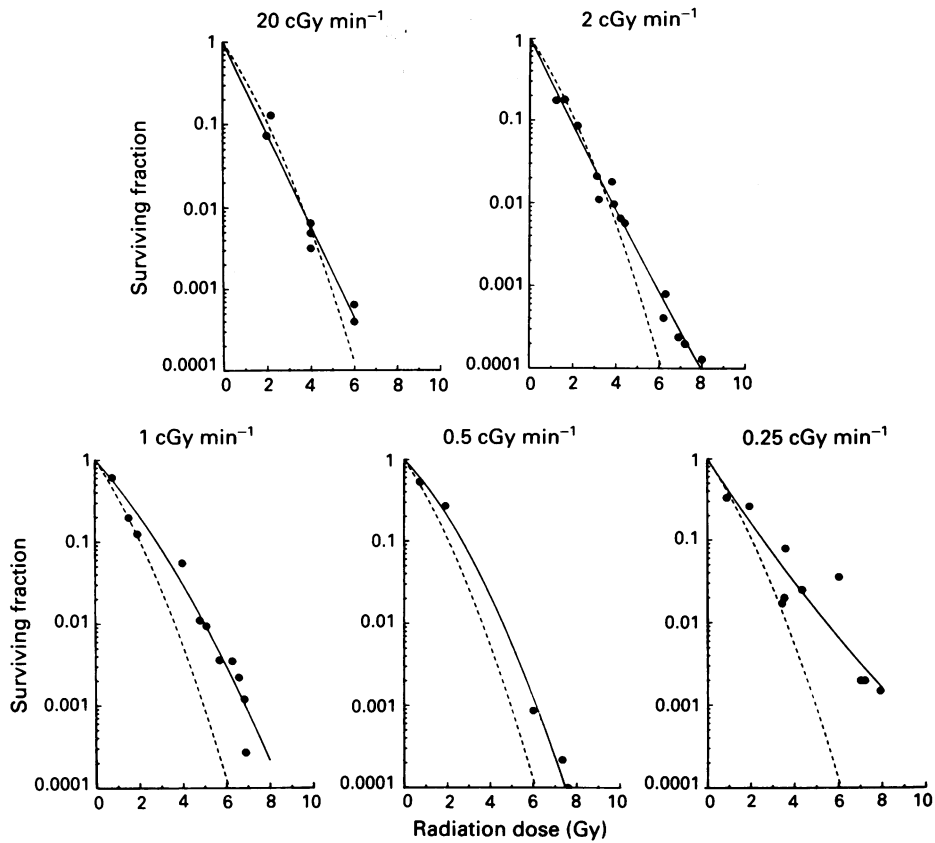 20 cGy min⁻¹
2 cGy min⁻¹
Surviving fraction
1
0.1
0.01
0.001
0.0001
0 2 4 6 8 10
1
0.1
0.01
0.001
0.0001
0 2 4 6 8 10
1 cGy min⁻¹
0.5 cGy min⁻¹
0.25 cGy min⁻¹
Surviving fraction
1
0.1
0.01
0.001
0.0001
0 2 4 6 8 10
1
0.1
0.01
0.001
0.0001
0 2 4 6 8 10
1
0.1
0.01
0.001
0.0001
0 2 4 6 8 10
Radiation dose (Gy)